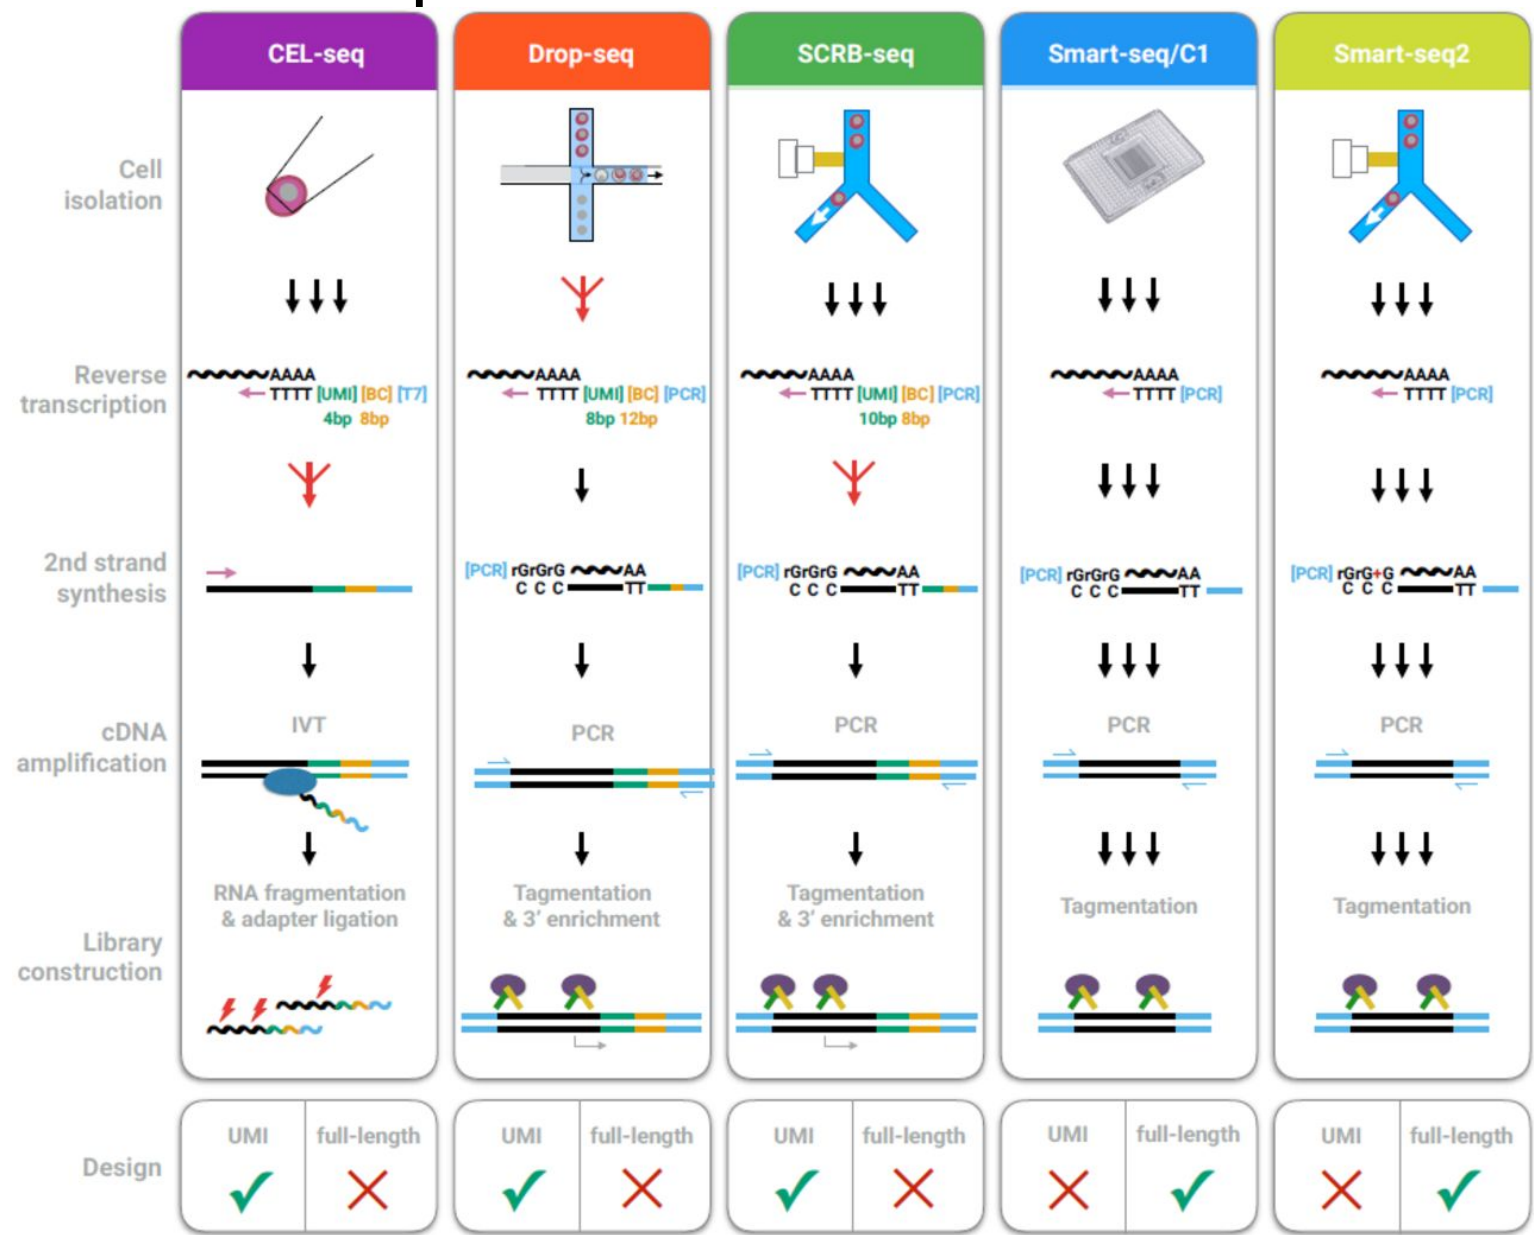 CEL-seq
Drop-seq
SCRB-seq
Smart-seq/C1
Smart-seq2
Cell
isolation
Reverse
transcription
AAAA
TTTT [UMI] [BC] [T7]
4bp 8bp
AAAA
TTTT [UMI] [BC] [PCR]
8bp 12bp
AAAA
TTTT [UMI] [BC] [PCR]
10bp 8bp
AAAA
TTTT [PCR]
AAAA
TTTT [PCR]
2nd strand
synthesis
[PCR] rGrGrG AA
C C C TT
[PCR] rGrGrG AA
C C C TT
[PCR] rGrGrG AA
C C C TT
[PCR] rGrG+G AA
C C C TT
cDNA
amplification
IVT
PCR
PCR
PCR
PCR
Library
construction
RNA fragmentation
& adapter ligation
Tagmentation
& 3’ enrichment
Tagmentation
& 3’ enrichment
Tagmentation
Tagmentation
Design
UMI full-length
UMI full-length
UMI full-length
UMI full-length
UMI full-length